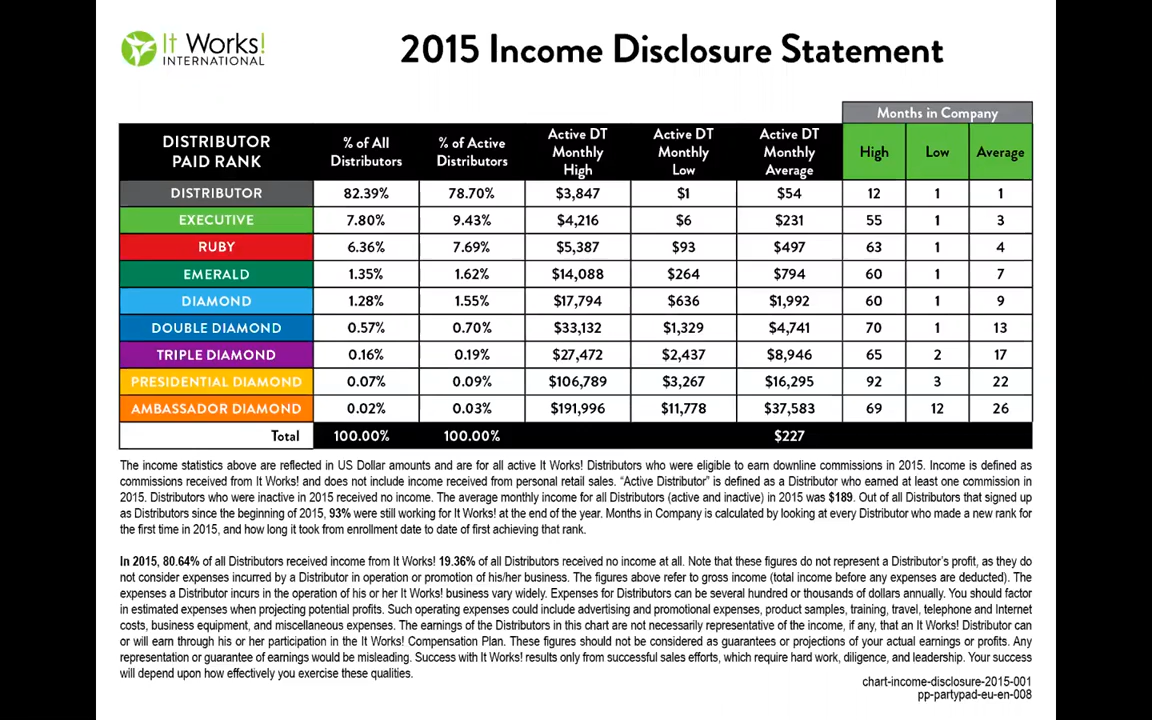 It Works!
INTERNATIONAL
2015 Income Disclosure Statement
Months in Company
DISTRIBUTOR PAID RANK % of All Distributors % of Active Distributors Active DT Monthly High Active DT Monthly Low Active DT Monthly Average High Low Average
DISTRIBUTOR 82.39% 78.70% $3,847 $1 $54 12 1 1
EXECUTIVE 7.80% 9.43% $4,216 $6 $231 55 1 3
RUBY 6.36% 7.69% $5,387 $93 $497 63 1 4
EMERALD 1.35% 1.62% $14,088 $264 $794 60 1 7
DIAMOND 1.28% 1.55% $17,794 $636 $1,992 60 1 9
DOUBLE DIAMOND 0.57% 0.70% $33,132 $1,329 $4,741 70 1 13
TRIPLE DIAMOND 0.16% 0.19% $27,472 $2,437 $8,946 65 2 17
PRESIDENTIAL DIAMOND 0.07% 0.09% $106,789 $3,267 $16,295 92 3 22
AMBASSADOR DIAMOND 0.02% 0.03% $191,996 $11,778 $37,583 69 12 26
Total 100.00% 100.00% $227
The income statistics above are reflected in US Dollar amounts and are for all active It Works! Distributors who were eligible to earn downline commissions in 2015. Income is defined as
commissions received from It Works! and does not include income received from personal retail sales. “Active Distributor” is defined as a Distributor who earned at least one commission in
2015. Distributors who were inactive in 2015 received no income. The average monthly income for all Distributors (active and inactive) in 2015 was $189. Out of all Distributors that signed up
as Distributors since the beginning of 2015, 93% were still working for It Works! at the end of the year. Months in Company is calculated by looking at every Distributor who made a new rank for
the first time in 2015, and how long it took from enrollment date to date of first achieving that rank.
In 2015, 80.64% of all Distributors received income from It Works! 19.36% of all Distributors received no income at all. Note that these figures do not represent a Distributor’s profit, as they do
not consider expenses incurred by a Distributor in operation or promotion of his/her business. The figures above refer to gross income (total income before any expenses are deducted). The
expenses a Distributor incurs in the operation of his or her It Works! business vary widely. Expenses for Distributors can be several hundred or thousands of dollars annually. You should factor
in estimated expenses when projecting potential profits. Such operating expenses could include advertising and promotional expenses, product samples, training, travel, telephone and Internet
costs, business equipment, and miscellaneous expenses. The earnings of the Distributors in this chart are not necessarily representative of the income, if any, that an It Works! Distributor can
or will earn through his or her participation in the It Works! Compensation Plan. These figures should not be considered as guarantees or projections of your actual earnings or profits. Any
representation or guarantee of earnings would be misleading. Success with It Works! results only from successful sales efforts, which require hard work, diligence, and leadership. Your success
will depend upon how effectively you exercise these qualities.
chart-income-disclosure-2015-001
pp-partypad-eu-en-008